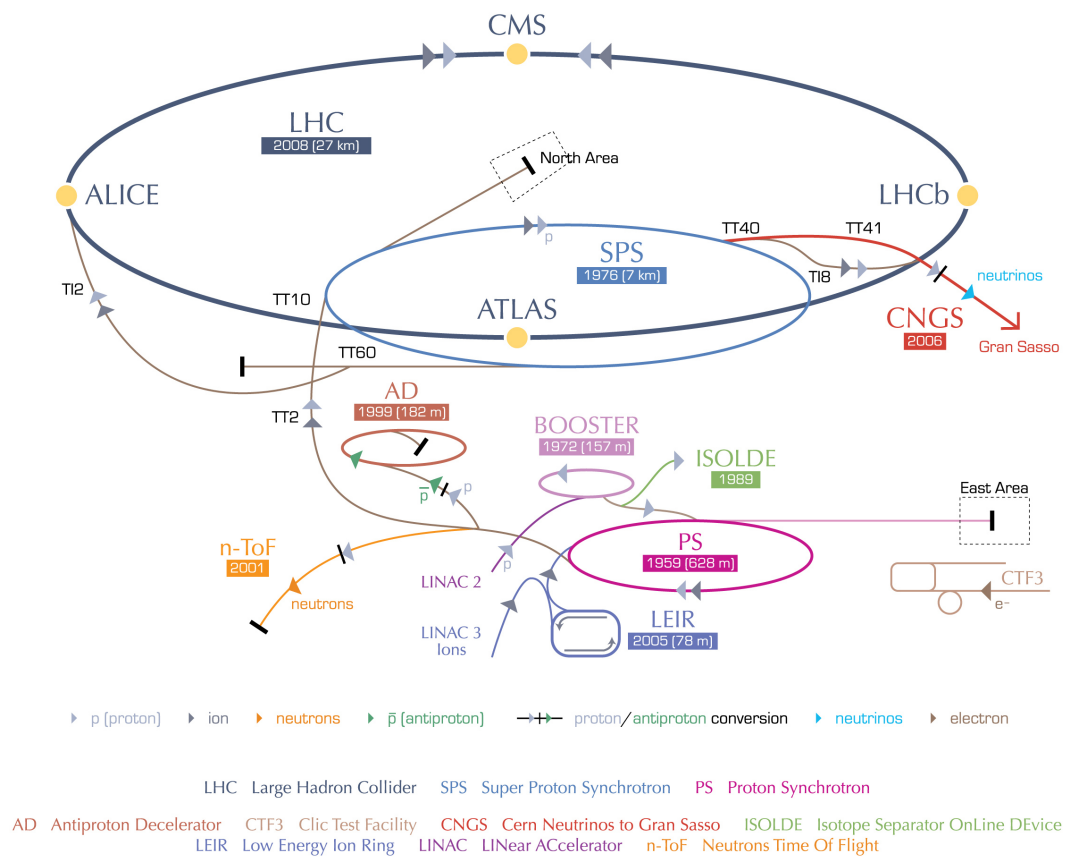 CMS
LHC
2008 (27 km)
North Area
ALICE
LHCb
TT40
TT41
p
SPS
1976 (7 km)
TI8
neutrinos
TI2
TT10
ATLAS
CNGS
2006
Gran Sasso
TT60
AD
1999 (182 m)
TT2
BOOSTER
1972 (157 m)
ISOLDE
1989
p
p̅
East Area
n-ToF
2001
PS
1959 (628 m)
p
LINAC 2
neutrons
CTF3
e-
LEIR
2005 (78 m)
LINAC 3
Ions
p (proton)
ion
neutrons
p̅ (antiproton)
proton/antiproton conversion
neutrinos
electron
LHC Large Hadron Collider SPS Super Proton Synchrotron PS Proton Synchrotron
AD Antiproton Decelerator CTF3 Clic Test Facility CNGS Cern Neutrinos to Gran Sasso ISOLDE Isotope Separator OnLine DEvice
LEIR Low Energy Ion Ring LINAC LINear ACcelerator n-ToF Neutrons Time Of Flight